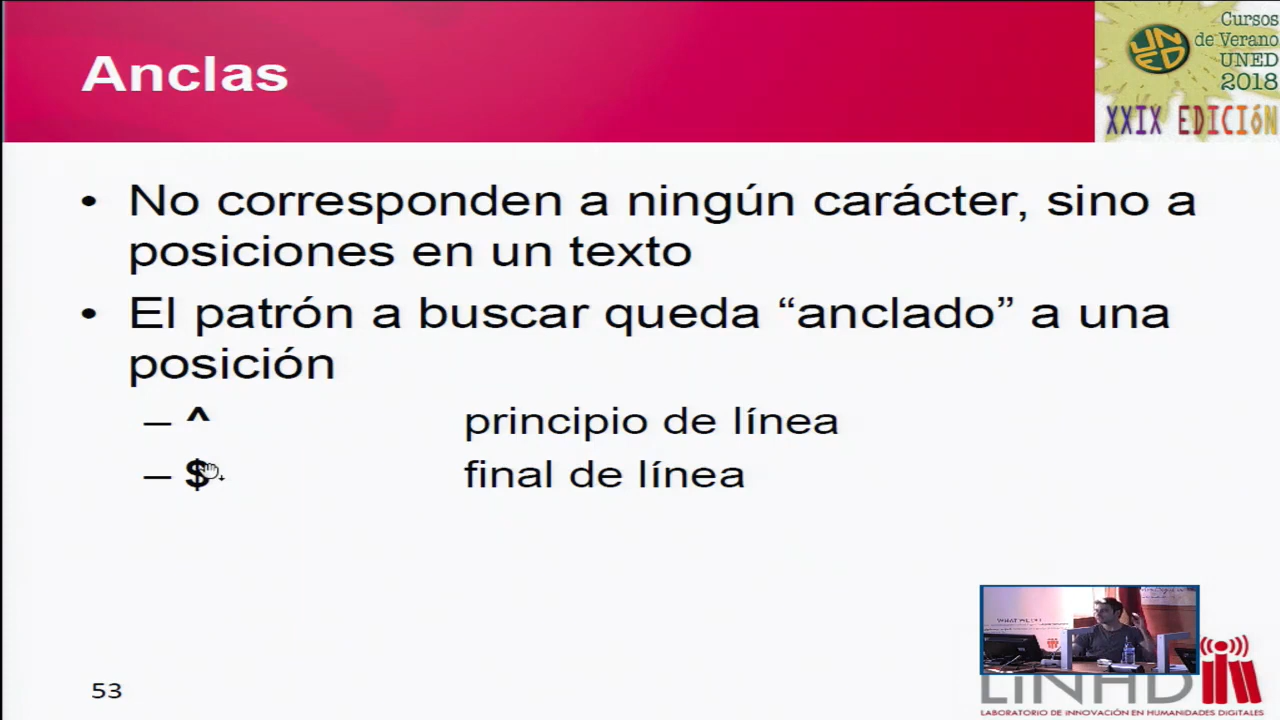 Anclas
Cursos
de Verano
UNED
2018
UNED
XXIX EDICIÓN
• No corresponden a ningún carácter, sino a
posiciones en un texto
• El patrón a buscar queda “anclado” a una
posición
– ^ principio de línea
– $ final de línea
53
LINHD
LABORATORIO DE INNOVACIÓN EN HUMANIDADES DIGITALES